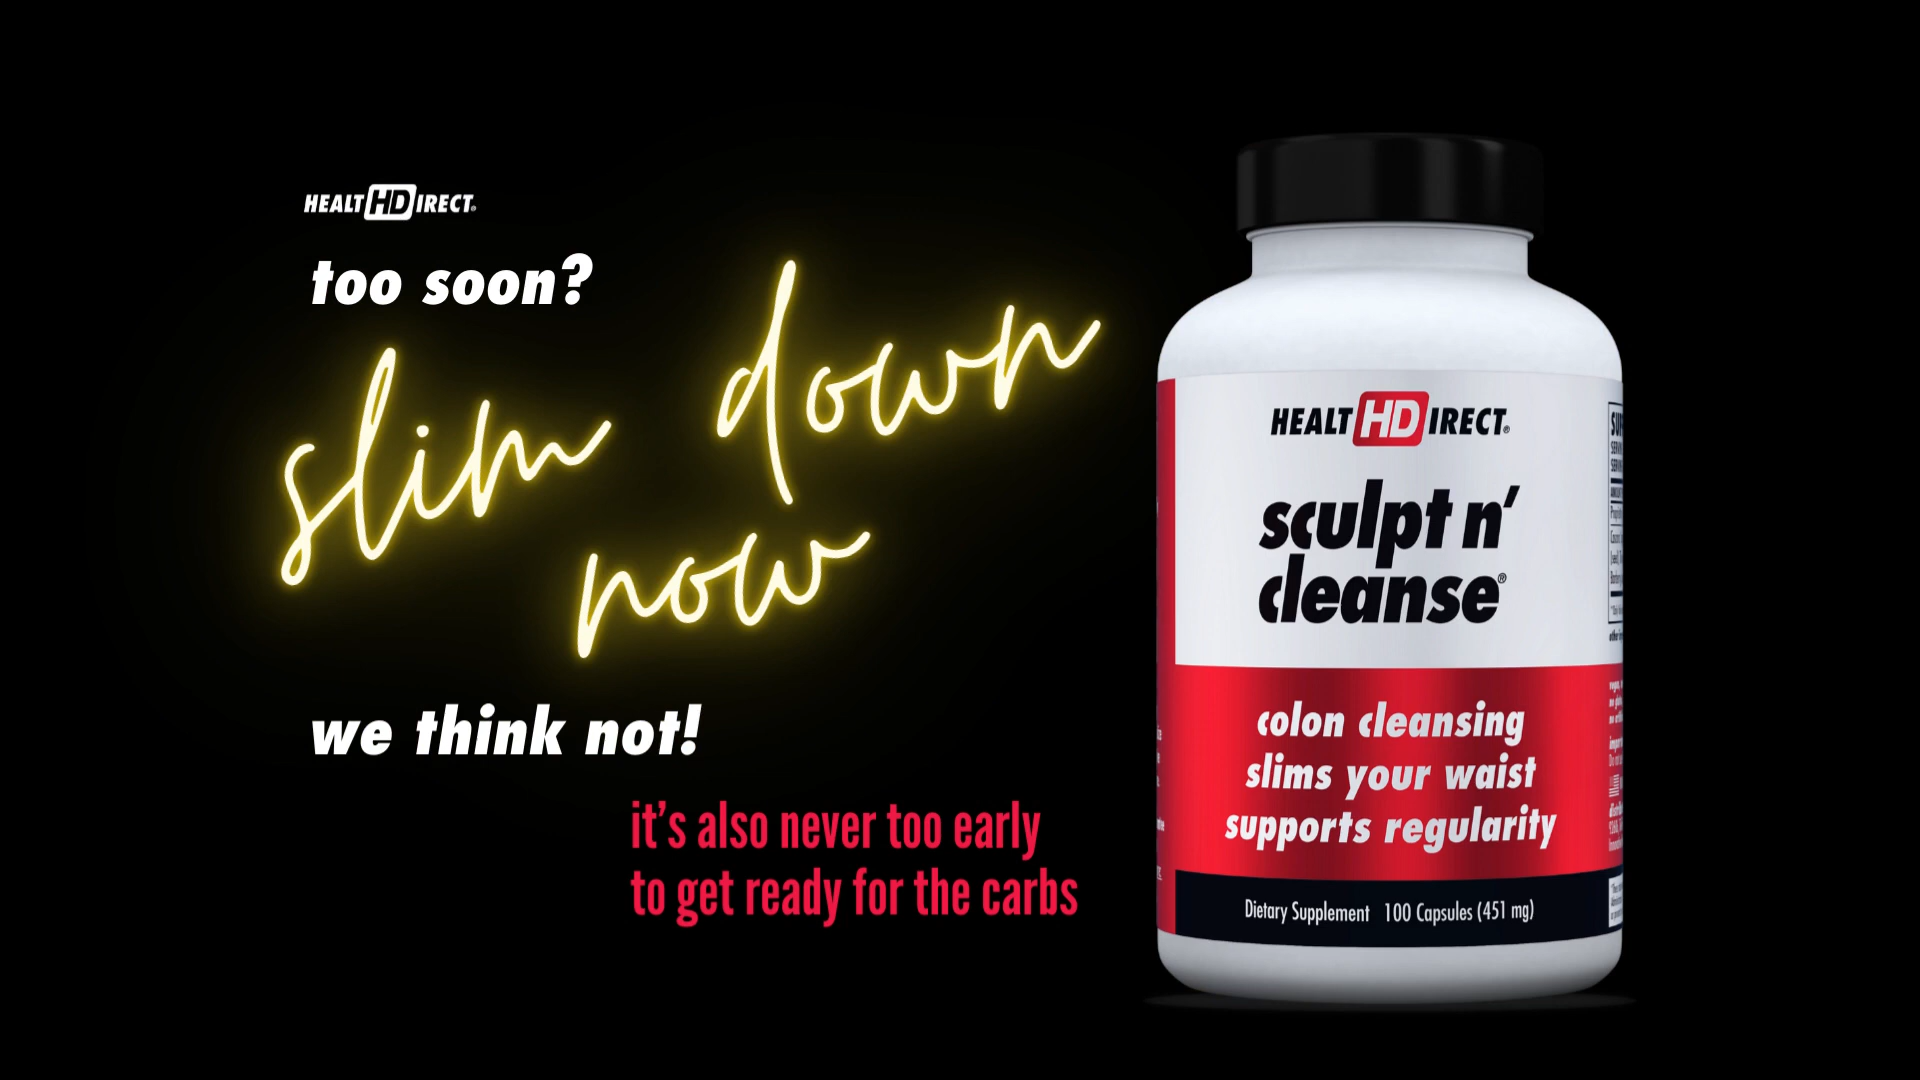 HEALTHDIRECT®
too soon?
slim down
now
we think not!
it's also never too early
to get ready for the carbs
HEALTHDIRECT®
sculpt n'
cleanse®
colon cleansing
slims your waist
supports regularity
Dietary Supplement 100 Capsules (451 mg)